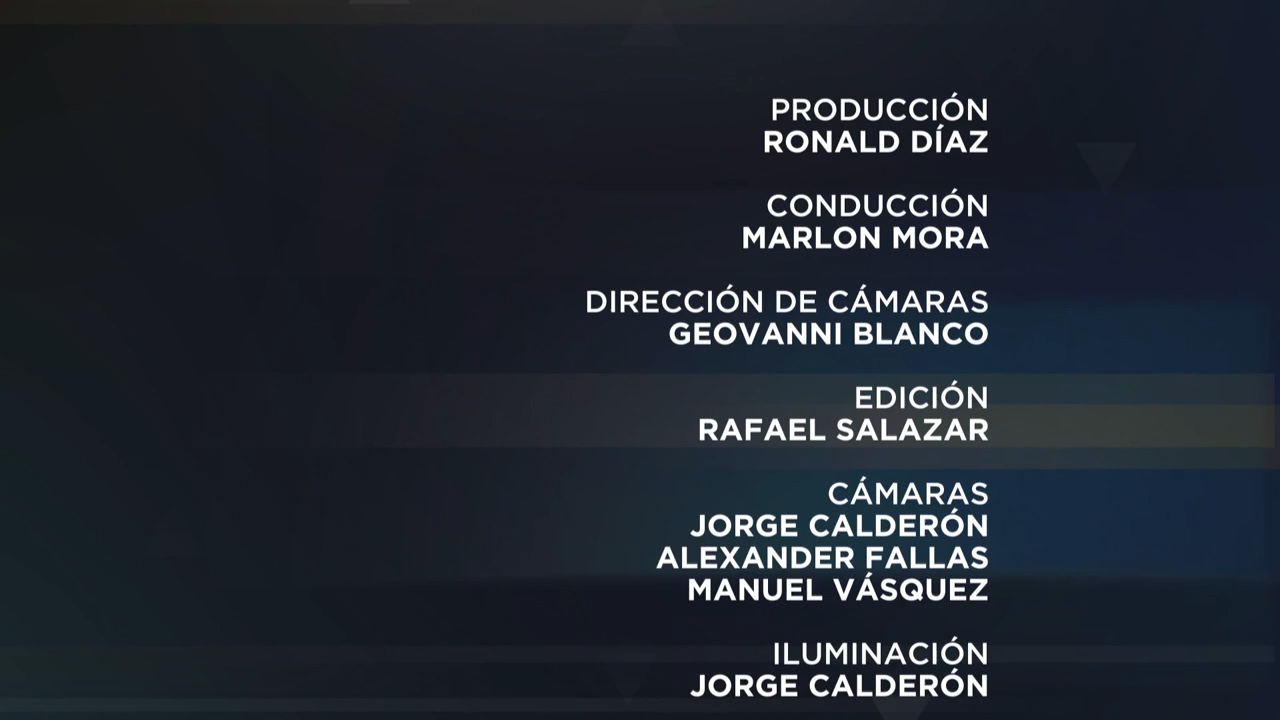 PRODUCCIÓN
RONALD DÍAZ
CONDUCCIÓN
MARLON MORA
DIRECCIÓN DE CÁMARAS
GEOVANNI BLANCO
EDICIÓN
RAFAEL SALAZAR
CÁMARAS
JORGE CALDERÓN
ALEXANDER FALLAS
MANUEL VÁSQUEZ
ILUMINACIÓN
JORGE CALDERÓN